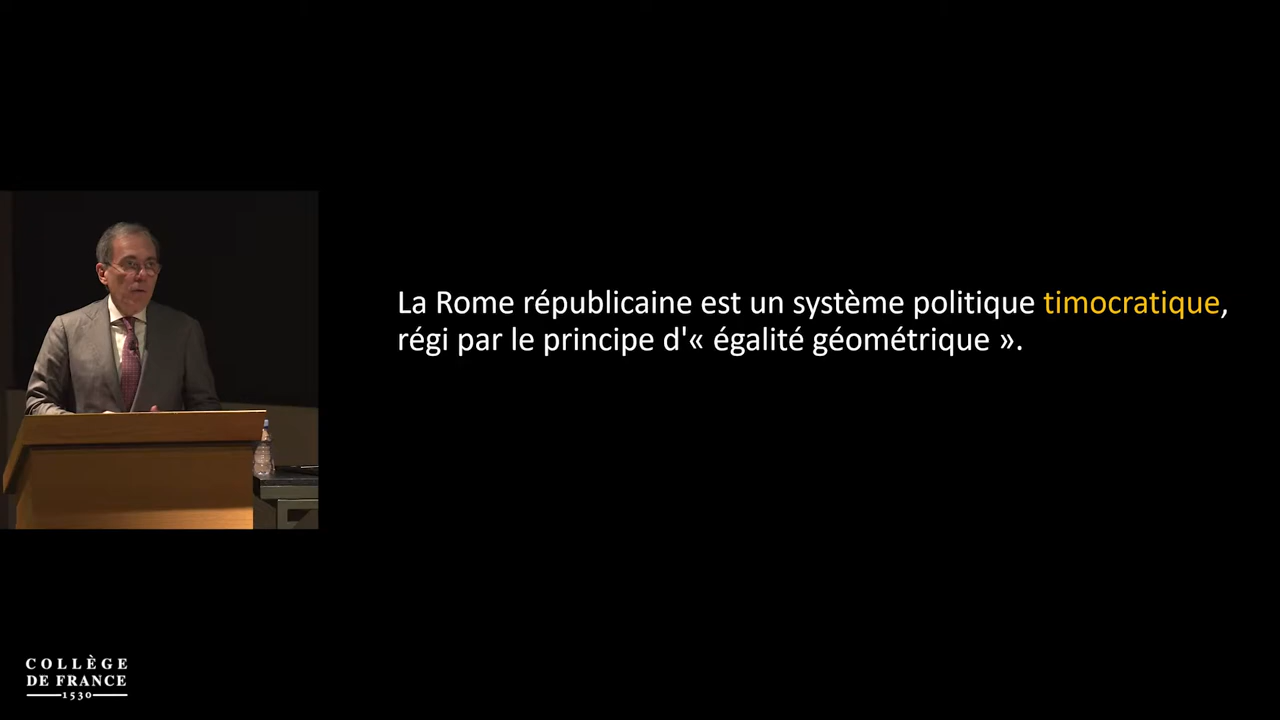 La Rome républicaine est un système politique timocratique,
régi par le principe d'« égalité géométrique ».
COLLÈGE
DE FRANCE
1530